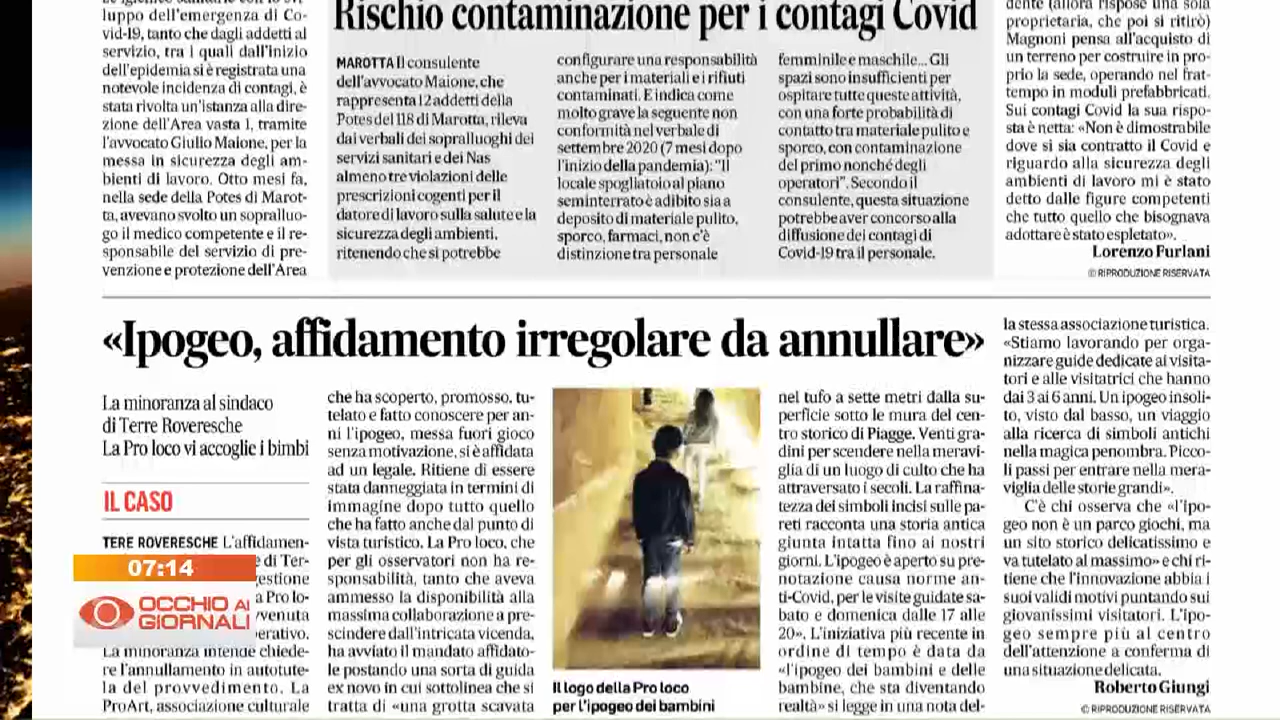 luppo dell'emergenza di Co-
vid-19, tanto che dagli addetti al
servizio, tra i quali dall'inizio
dell'epidemia si è registrata una
notevole incidenza di contagi, è
stata rivolta un'istanza alla dire-
zione dell'Area vasta 1, tramite
l'avvocato Giulio Maione, per la
messa in sicurezza degli am-
bienti di lavoro. Otto mesi fa,
nella sede della Potes di Marot-
ta, avevano svolto un sopralluo-
go il medico competente e il re-
sponsabile del servizio di pre-
venzione e protezione dell'Area
Rischio contaminazione per i contagi Covid
MAROTTA Il consulente
dell'avvocato Maione, che
rappresenta 12 addetti della
Potes del 118 di Marotta, rileva
dai verbali dei sopralluoghi dei
servizi sanitari e dei Nas
almeno tre violazioni delle
prescrizioni cogenti per il
datore di lavoro sulla salute e la
sicurezza degli ambienti,
ritenendo che si potrebbe
configurare una responsabilità
anche per i materiali e i rifiuti
contaminati. E indica come
molto grave la seguente non
conformità nel verbale di
settembre 2020 (7 mesi dopo
l'inizio della pandemia): "Il
locale spogliatoio al piano
seminterrato è adibito sia a
deposito di materiale pulito,
sporco, farmaci, non c'è
distinzione tra personale
femminile e maschile... Gli
spazi sono insufficienti per
ospitare tutte queste attività,
con una forte probabilità di
contatto tra materiale pulito e
sporco, con contaminazione
del primo nonché degli
operatori". Secondo il
consulente, questa situazione
potrebbe aver concorso alla
diffusione dei contagi di
Covid-19 tra il personale.
dente (allora rispose una sola
proprietaria, che poi si ritirò)
Magnoni pensa all'acquisto di
un terreno per costruire in pro-
prio la sede, operando nel frat-
tempo in moduli prefabbricati.
Sui contagi Covid la sua rispo-
sta è netta: «Non è dimostrabile
dove si sia contratto il Covid e
riguardo alla sicurezza degli
ambienti di lavoro mi è stato
detto dalle figure competenti
che tutto quello che bisognava
adottare è stato espletato».
Lorenzo Furlani
© RIPRODUZIONE RISERVATA
«Ipogeo, affidamento irregolare da annullare»
La minoranza al sindaco
di Terre Roveresche
La Pro loco vi accoglie i bimbi
IL CASO
TERE ROVERESCHE L'affidamen-
e di Ter-
gestione
a Pro lo-
vvenuta
perativo.
La minoranza intende chiede-
re l'annullamento in autotute-
la del provvedimento. La
ProArt, associazione culturale
che ha scoperto, promosso, tu-
telato e fatto conoscere per an-
ni l'ipogeo, messa fuori gioco
senza motivazione, si è affidata
ad un legale. Ritiene di essere
stata danneggiata in termini di
immagine dopo tutto quello
che ha fatto anche dal punto di
vista turistico. La Pro loco, che
per gli osservatori non ha re-
sponsabilità, tanto che aveva
ammesso la disponibilità alla
massima collaborazione a pre-
scindere dall'intricata vicenda,
ha avviato il mandato affidato-
le postando una sorta di guida
ex novo in cui sottolinea che si
tratta di «una grotta scavata
Il logo della Pro loco
per l'ipogeo dei bambini
nel tufo a sette metri dalla su-
perficie sotto le mura del cen-
tro storico di Piagge. Venti gra-
dini per scendere nella meravi-
glia di un luogo di culto che ha
attraversato i secoli. La raffina-
tezza dei simboli incisi sulle pa-
reti racconta una storia antica
giunta intatta fino ai nostri
giorni. L'ipogeo è aperto su pre-
notazione causa norme an-
ti-Covid, per le visite guidate sa-
bato e domenica dalle 17 alle
20». L'iniziativa più recente in
ordine di tempo è data da
«l'ipogeo dei bambini e delle
bambine, che sta diventando
realtà» si legge in una nota del-
la stessa associazione turistica.
«Stiamo lavorando per orga-
nizzare guide dedicate ai visita-
tori e alle visitatrici che hanno
dai 3 ai 6 anni. Un ipogeo insoli-
to, visto dal basso, un viaggio
alla ricerca di simboli antichi
nella magica penombra. Picco-
li passi per entrare nella mera-
viglia delle storie grandi».
C'è chi osserva che «l'ipo-
geo non è un parco giochi, ma
un sito storico delicatissimo e
va tutelato al massimo» e chi ri-
tiene che l'innovazione abbia i
suoi validi motivi puntando sui
giovanissimi visitatori. L'ipo-
geo sempre più al centro
dell'attenzione a conferma di
una situazione delicata.
Roberto Giungi
© RIPRODUZIONE RISERVATA
07:14
OCCHIO AI
GIORNALI